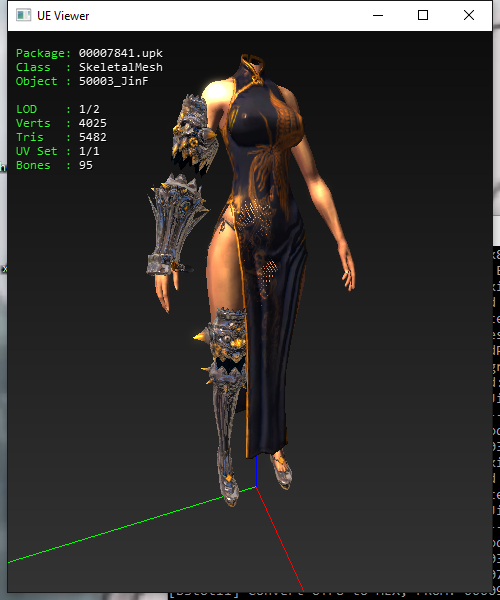 UE Viewer
Package: 00007841.upk
Class : SkeletalMesh
Object : 50003_JinF
LOD : 1/2
Verts : 4025
Tris : 5482
UV Set : 1/1
Bones : 95